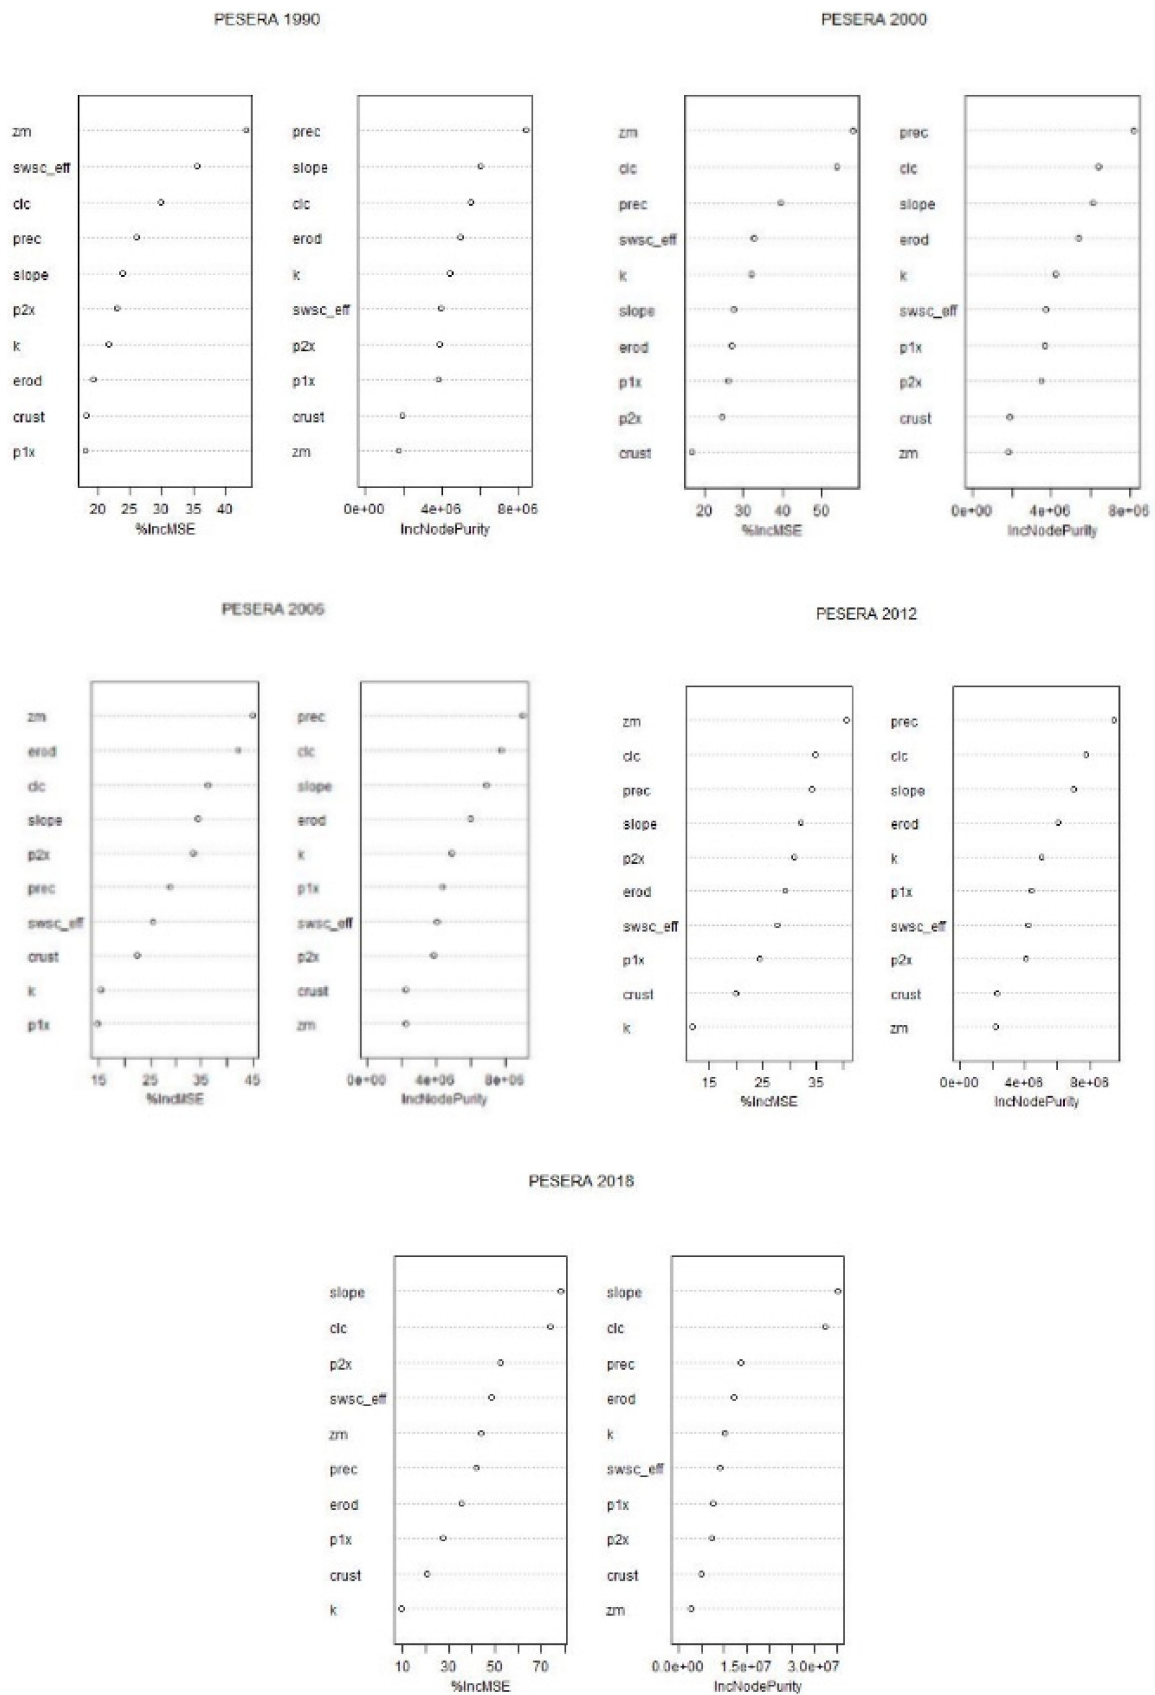 PESERA 1990
zm
swsc_eff
clc
prec
slope
p2x
k
erod
crust
p1x
20 25 30 35 40
%IncMSE
prec
slope
clc
erod
k
swsc_eff
p2x
p1x
crust
zm
0e+00 4e+06 8e+06
IncNodePurity
PESERA 2000
zm
clc
prec
swsc_eff
k
slope
erod
p1x
p2x
crust
20 30 40 50
%IncMSE
prec
clc
slope
erod
k
swsc_eff
p1x
p2x
crust
zm
0e+00 4e+06 8e+06
IncNodePurity
PESERA 2006
zm
erod
clc
slope
p2x
prec
swsc_eff
crust
k
p1x
15 25 35 45
%IncMSE
prec
clc
slope
erod
k
p1x
swsc_eff
p2x
crust
zm
0e+00 4e+06 8e+06
IncNodePurity
PESERA 2012
zm
clc
prec
slope
p2x
erod
swsc_eff
p1x
crust
k
15 25 35
%IncMSE
prec
clc
slope
erod
k
p1x
swsc_eff
p2x
crust
zm
0e+00 4e+06 8e+06
IncNodePurity
PESERA 2018
slope
clc
p2x
swsc_eff
zm
prec
erod
p1x
crust
k
10 30 50 70
%IncMSE
slope
clc
prec
erod
k
swsc_eff
p1x
p2x
crust
zm
0.0e+00 1.5e+07 3.0e+07
IncNodePurity